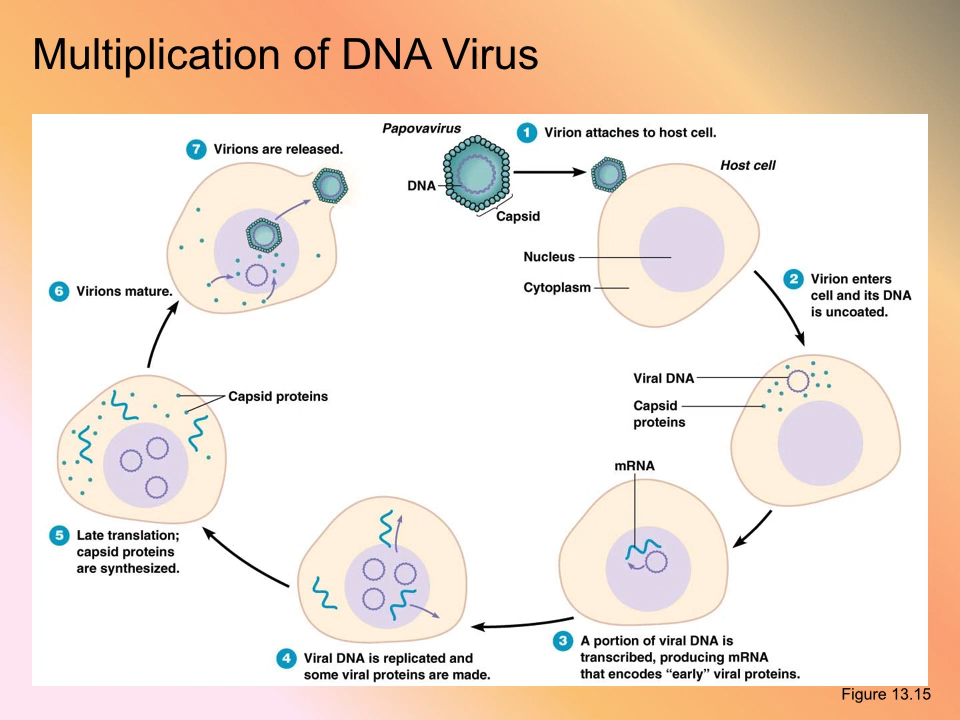 Multiplication of DNA Virus
Papovavirus
DNA
Capsid
1 Virion attaches to host cell.
Host cell
Nucleus
Cytoplasm
2 Virion enters
cell and its DNA
is uncoated.
Viral DNA
Capsid
proteins
mRNA
3 A portion of viral DNA is
transcribed, producing mRNA
that encodes “early” viral proteins.
4 Viral DNA is replicated and
some viral proteins are made.
5 Late translation;
capsid proteins
are synthesized.
Capsid proteins
6 Virions mature.
7 Virions are released.
Figure 13.15